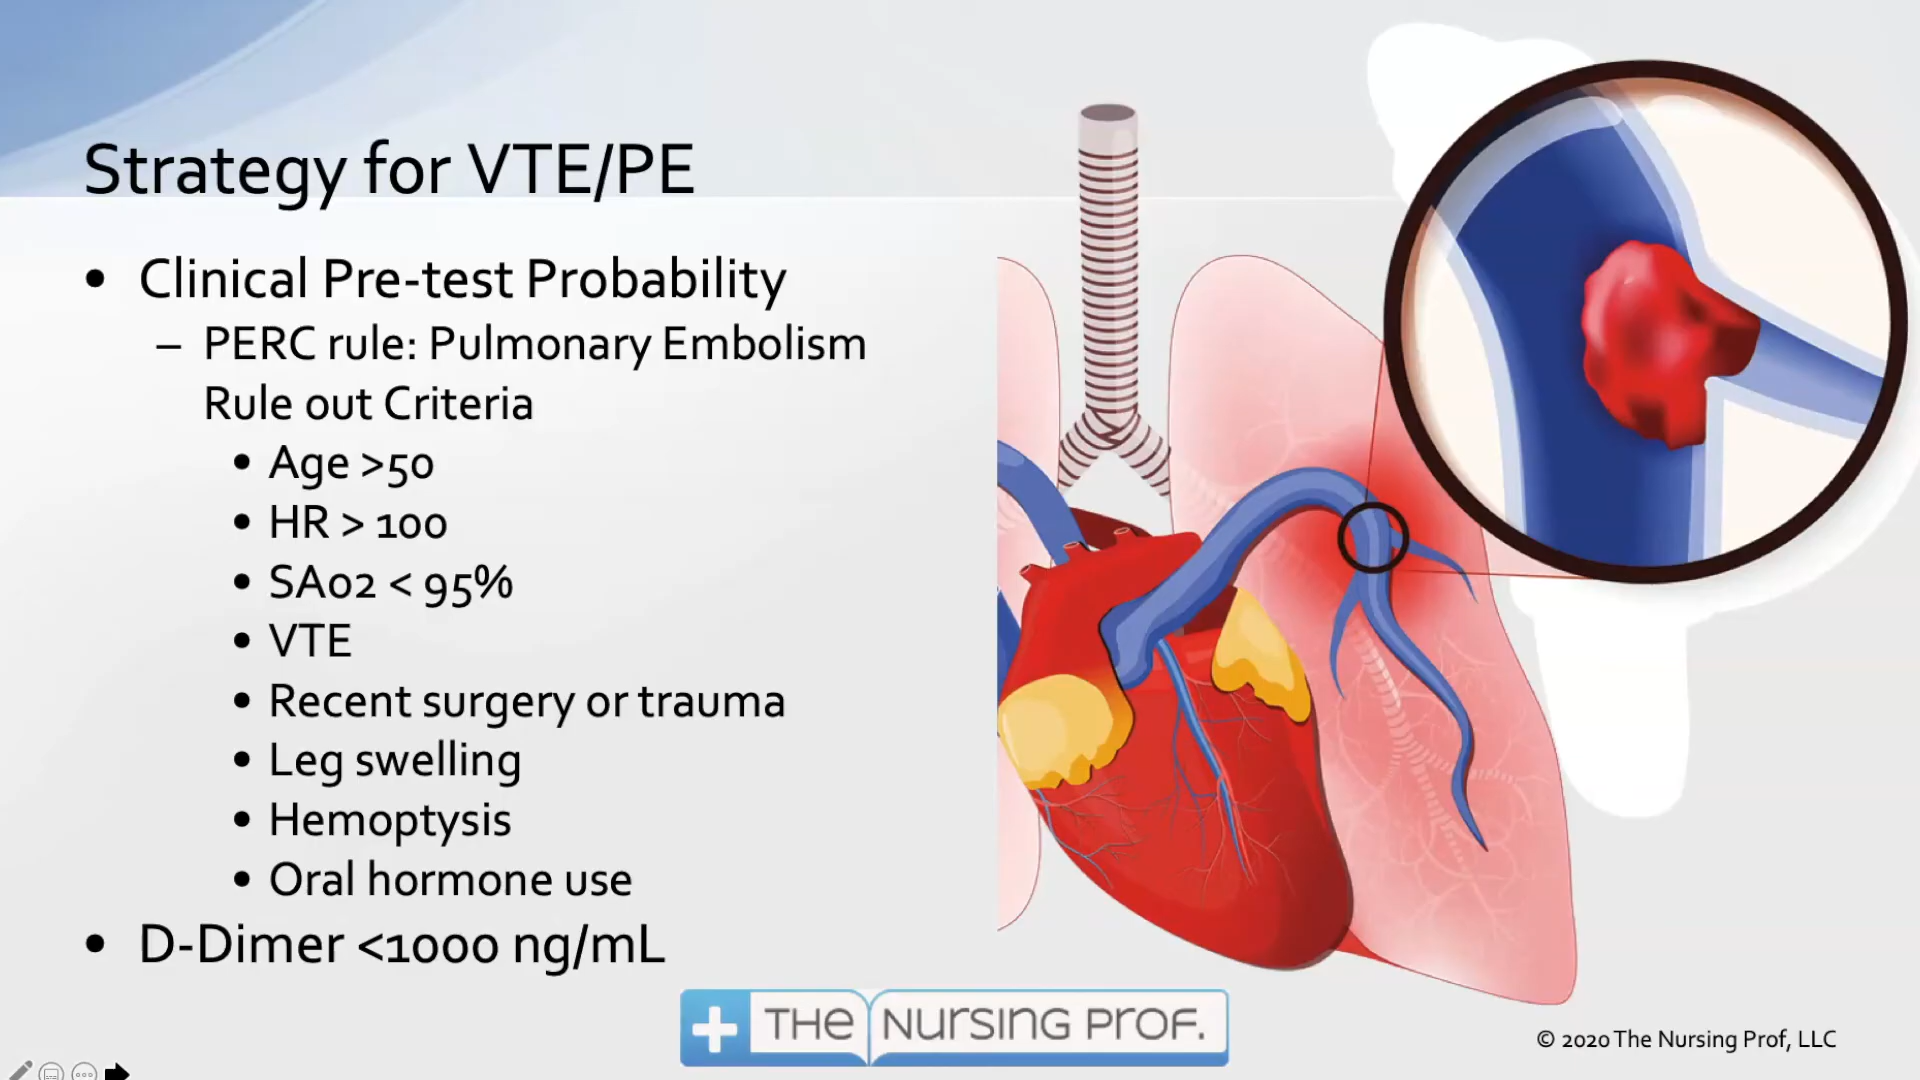 Strategy for VTE/PE
• Clinical Pre-test Probability
– PERC rule: Pulmonary Embolism
Rule out Criteria
• Age >50
• HR > 100
• SAo2 < 95%
• VTE
• Recent surgery or trauma
• Leg swelling
• Hemoptysis
• Oral hormone use
• D-Dimer <1000 ng/mL
THE NURSING PROF.
© 2020 The Nursing Prof, LLC